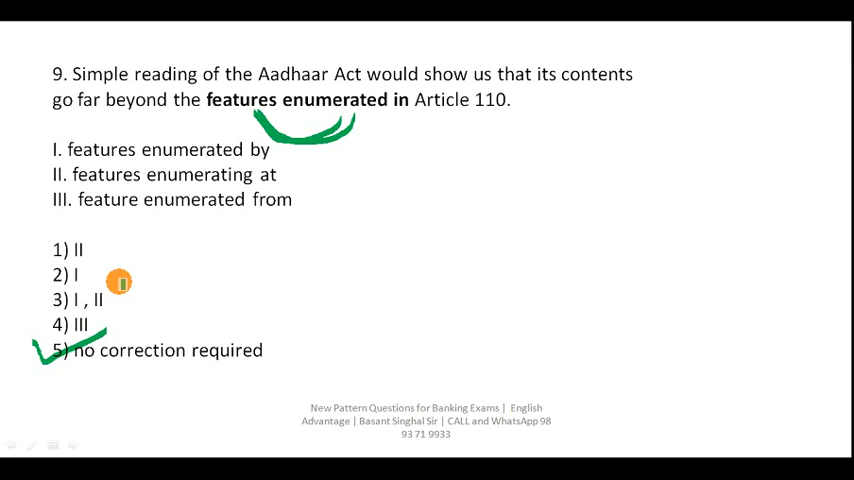 9. Simple reading of the Aadhaar Act would show us that its contents
go far beyond the features enumerated in Article 110.
I. features enumerated by
II. features enumerating at
III. feature enumerated from
1) II
2) I
3) I , II
4) III
5) no correction required
New Pattern Questions for Banking Exams | English
Advantage | Basant Singhal Sir | CALL and WhatsApp 98
93 71 9933